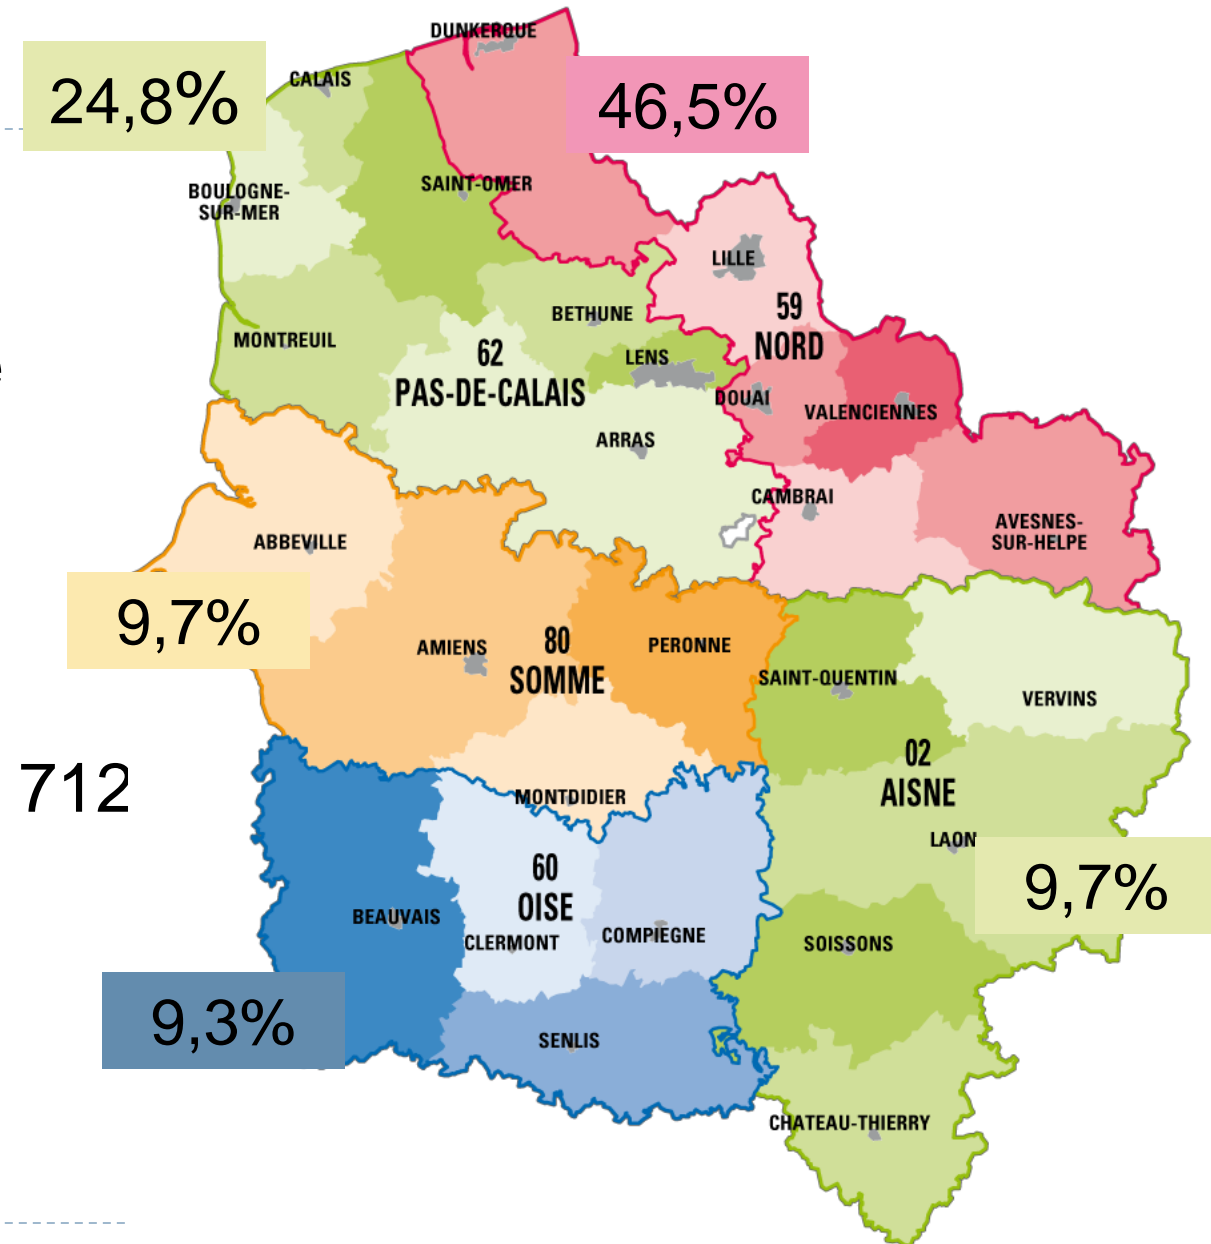 DUNKERQUE
24,8%
CALAIS
46,5%
SAINT-OMER
BOULOGNE-
SUR-MER
LILLE
59
NORD
BETHUNE
MONTREUIL
62
PAS-DE-CALAIS
LENS
DOUAI
VALENCIENNES
ARRAS
CAMBRAI
AVESNES-
SUR-HELPE
ABBEVILLE
9,7%
AMIENS
80
SOMME
PERONNE
SAINT-QUENTIN
VERVINS
02
AISNE
712
MONTDIDIER
LAON
60
OISE
9,7%
BEAUVAIS
CLERMONT
COMPIEGNE
SOISSONS
9,3%
SENLIS
CHATEAU-THIERRY